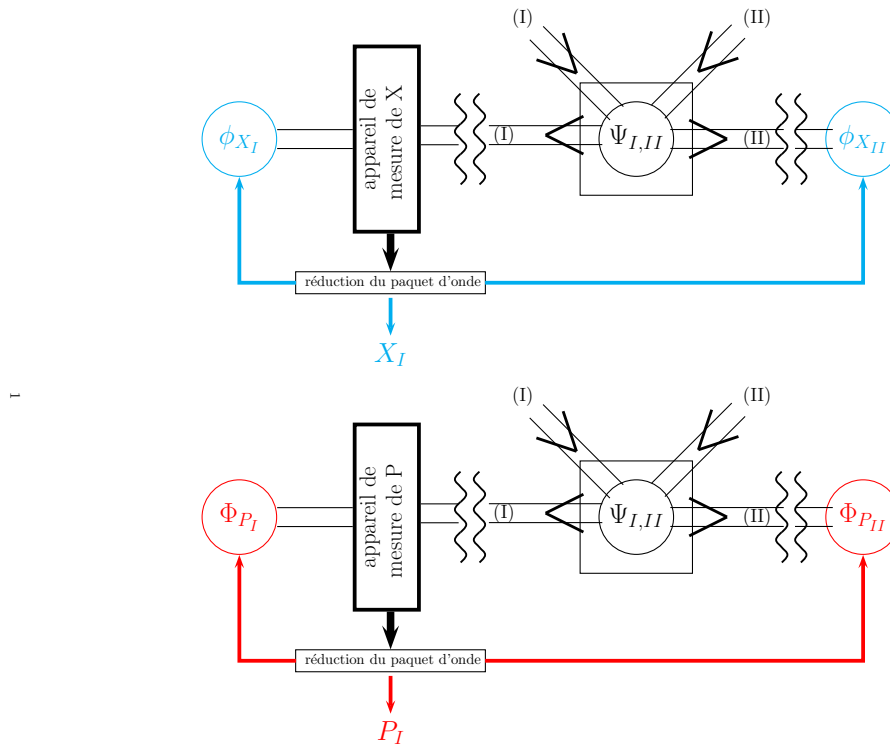 (I)
(II)
ϕ_{X_I}
appareil de
mesure de X
(I)
Ψ_{I,II}
(II)
ϕ_{X_{II}}
réduction du paquet d'onde
X_I
1
(I)
(II)
Φ_{P_I}
appareil de
mesure de P
(I)
Ψ_{I,II}
(II)
Φ_{P_{II}}
réduction du paquet d'onde
P_I